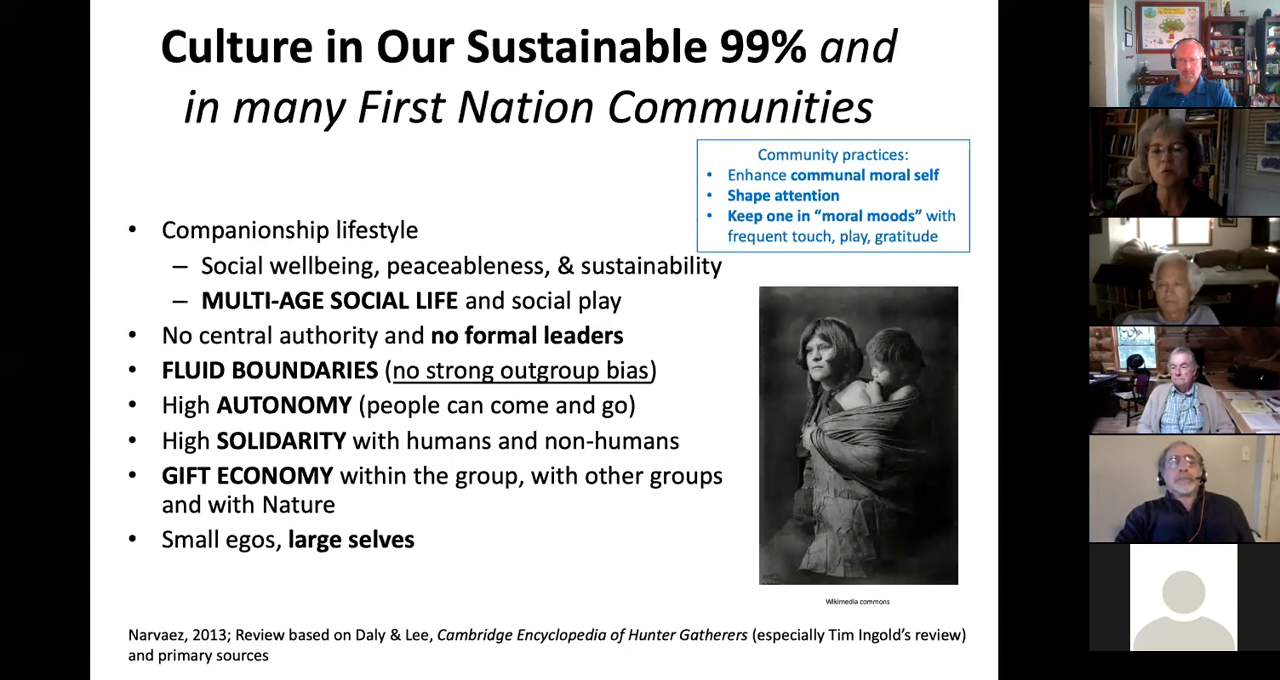 Culture in Our Sustainable 99% and
in many First Nation Communities
Community practices:
• Enhance communal moral self
• Shape attention
• Keep one in “moral moods” with
frequent touch, play, gratitude
• Companionship lifestyle
– Social wellbeing, peaceableness, & sustainability
– MULTI-AGE SOCIAL LIFE and social play
• No central authority and no formal leaders
• FLUID BOUNDARIES (no strong outgroup bias)
• High AUTONOMY (people can come and go)
• High SOLIDARITY with humans and non-humans
• GIFT ECONOMY within the group, with other groups
and with Nature
• Small egos, large selves
Wikimedia commons
Narvaez, 2013; Review based on Daly & Lee, Cambridge Encyclopedia of Hunter Gatherers (especially Tim Ingold’s review)
and primary sources